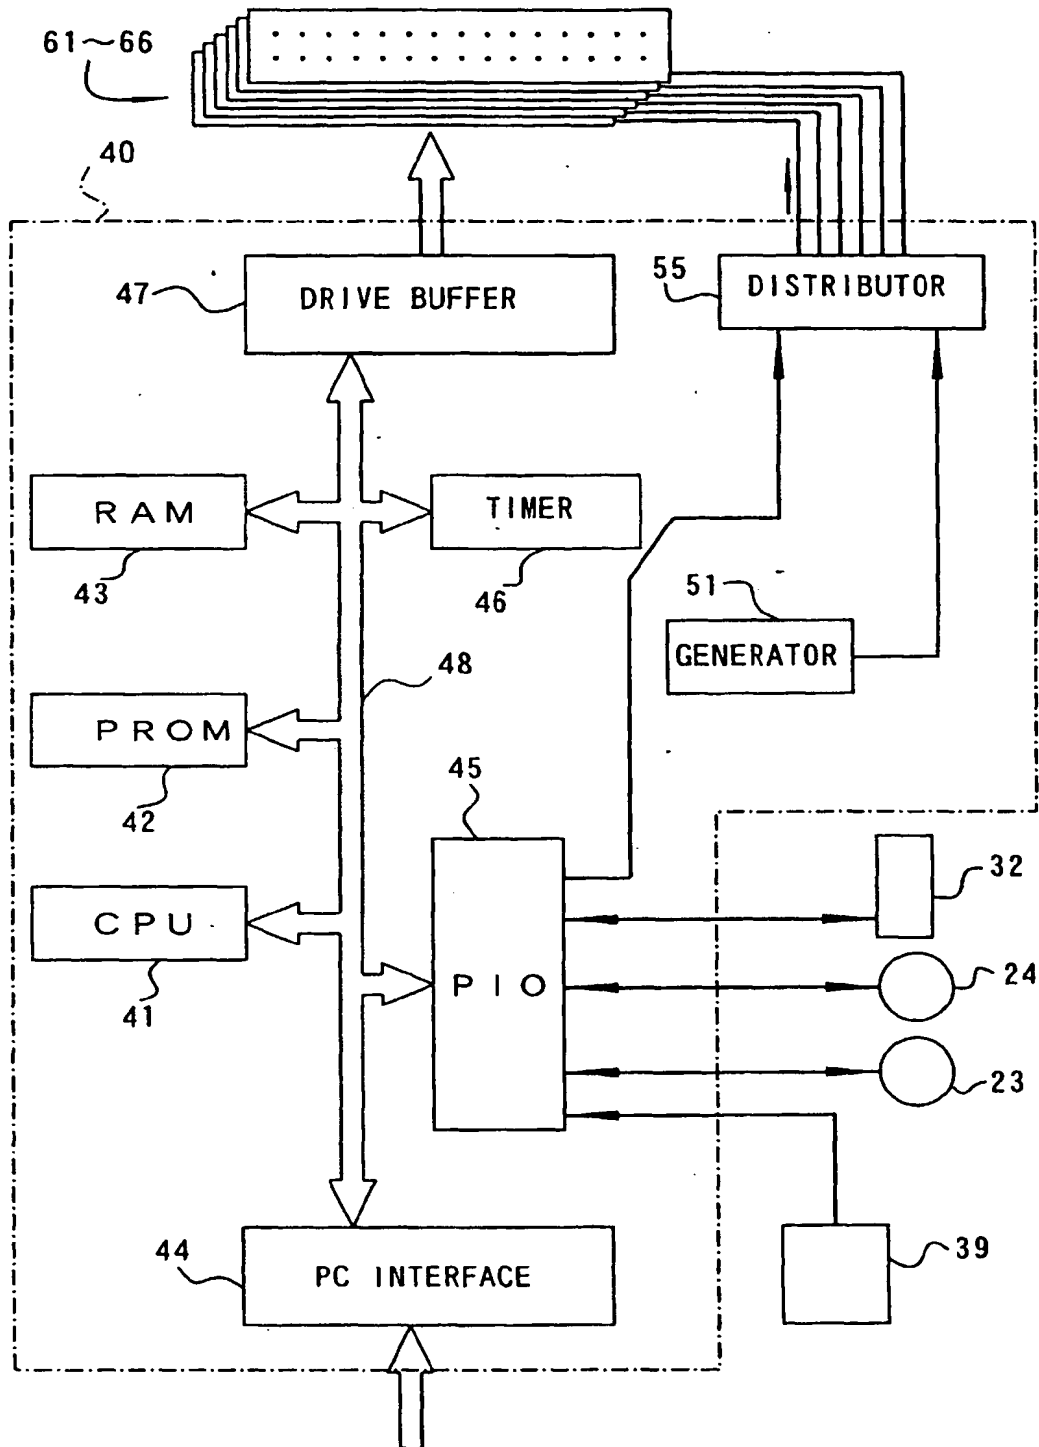 61~66
40
47
DRIVE BUFFER
55
DISTRIBUTOR
RAM
43
TIMER
46
51
GENERATOR
48
PROM
42
45
32
CPU
41
PIO
24
23
44
PC INTERFACE
39